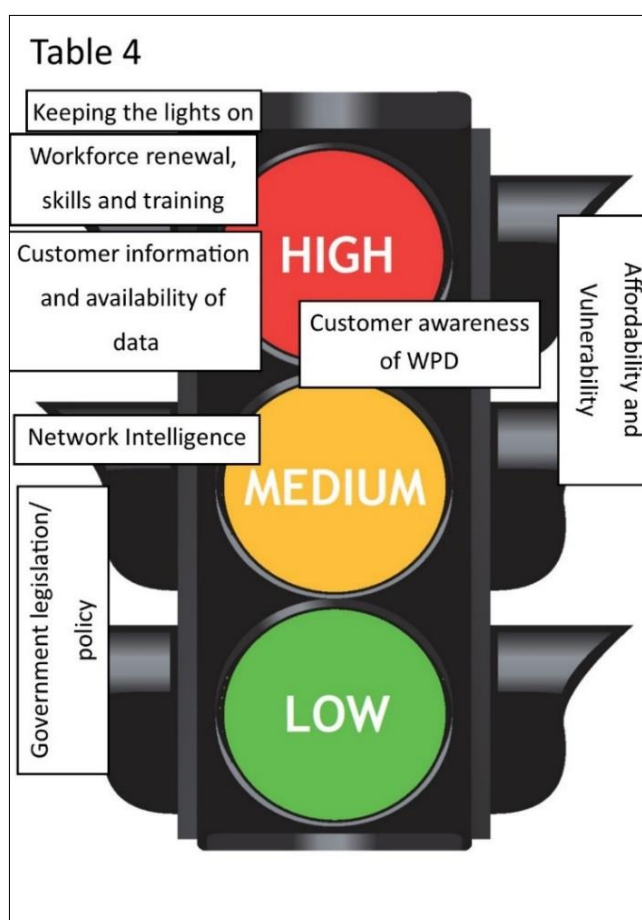 Table 4
Keeping the lights on
Workforce renewal,
skills and training
HIGH
Customer information
and availability of
data
Customer awareness
of WPD
Affordability and
Vulnerability
Network Intelligence
MEDIUM
Government legislation/
policy
LOW